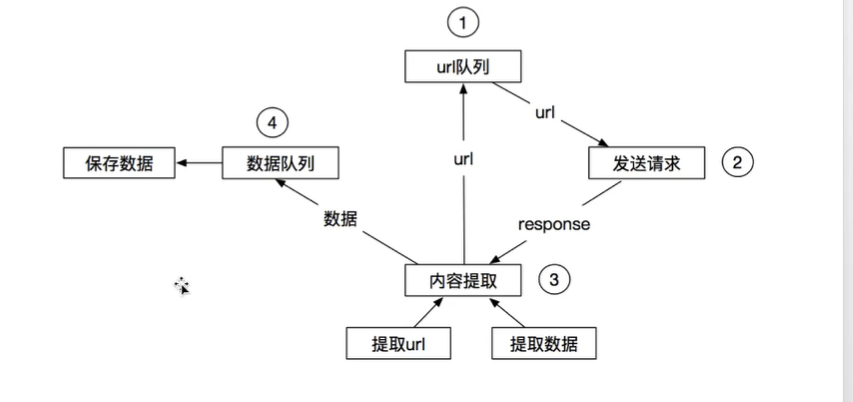 1
url队列
url
4
保存数据
数据队列
url
发送请求
2
数据
response
内容提取
3
提取url
提取数据